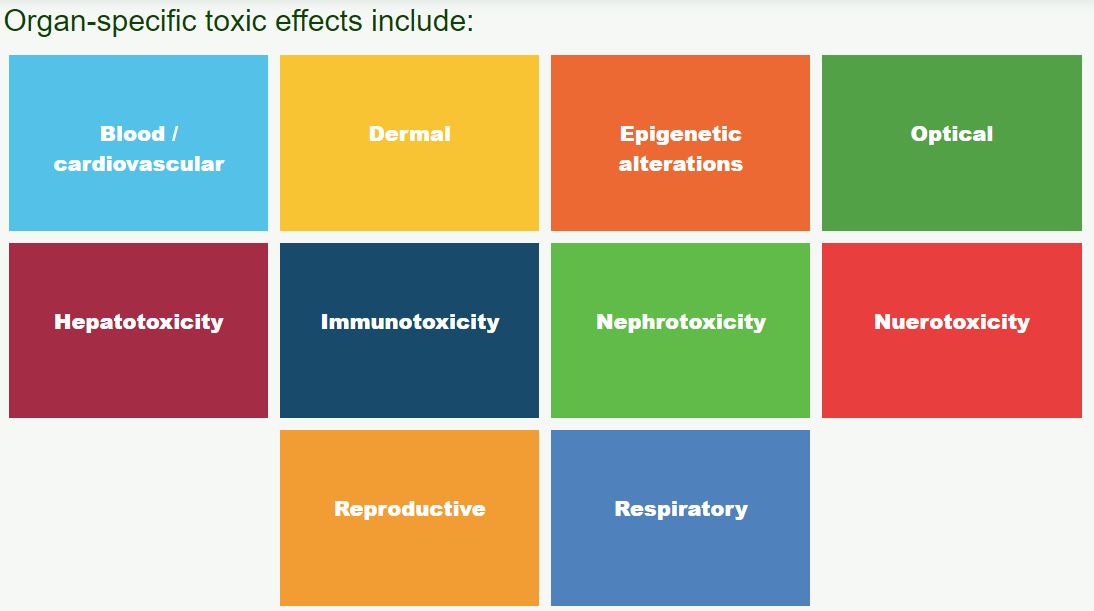 Organ-specific toxic effects include:
Blood /
cardiovascular
Dermal
Epigenetic
alterations
Optical
Hepatotoxicity
Immunotoxicity
Nephrotoxicity
Nuerotoxicity
Reproductive
Respiratory